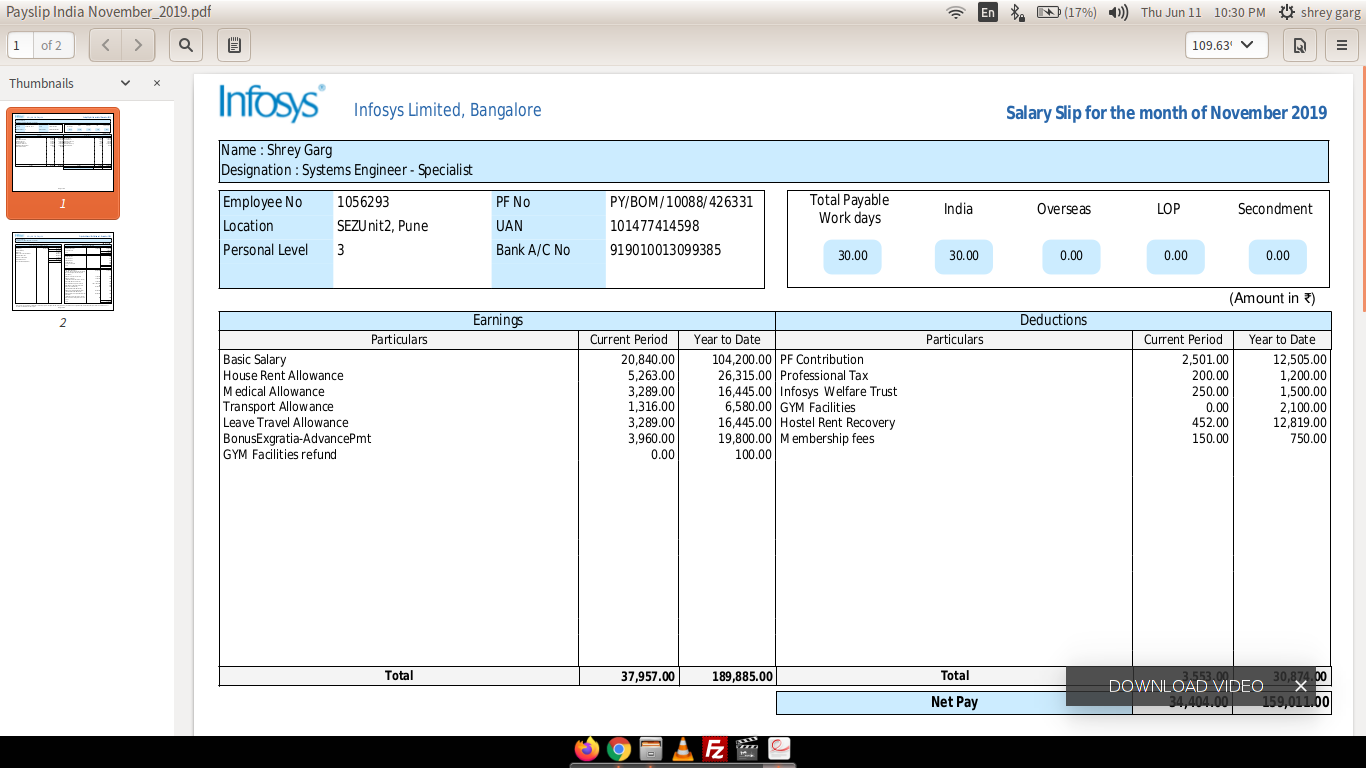 Payslip India November_2019.pdf
En
(17%)
Thu Jun 11 10:30 PM
shrey garg
1 of 2
109.63%
Thumbnails
1
2
Infosys®
Infosys Limited, Bangalore
Salary Slip for the month of November 2019
Name : Shrey Garg
Designation : Systems Engineer - Specialist
Employee No 1056293 PF No PY/BOM/10088/426331
Location SEZUnit2, Pune UAN 101477414598
Personal Level 3 Bank A/C No 919010013099385
Total Payable Work days India Overseas LOP Secondment
30.00 30.00 0.00 0.00 0.00
(Amount in ₹)
Earnings Deductions
Particulars Current Period Year to Date Particulars Current Period Year to Date
Basic Salary 20,840.00 104,200.00 PF Contribution 2,501.00 12,505.00
House Rent Allowance 5,263.00 26,315.00 Professional Tax 200.00 1,200.00
Medical Allowance 3,289.00 16,445.00 Infosys Welfare Trust 250.00 1,500.00
Transport Allowance 1,316.00 6,580.00 GYM Facilities 0.00 2,100.00
Leave Travel Allowance 3,289.00 16,445.00 Hostel Rent Recovery 452.00 12,819.00
BonusExgratia-AdvancePmt 3,960.00 19,800.00 Membership fees 150.00 750.00
GYM Facilities refund 0.00 100.00
Total 37,957.00 189,885.00 Total 3,553.00 30,874.00
DOWNLOAD VIDEO
Net Pay 34,404.00 159,011.00
Fz